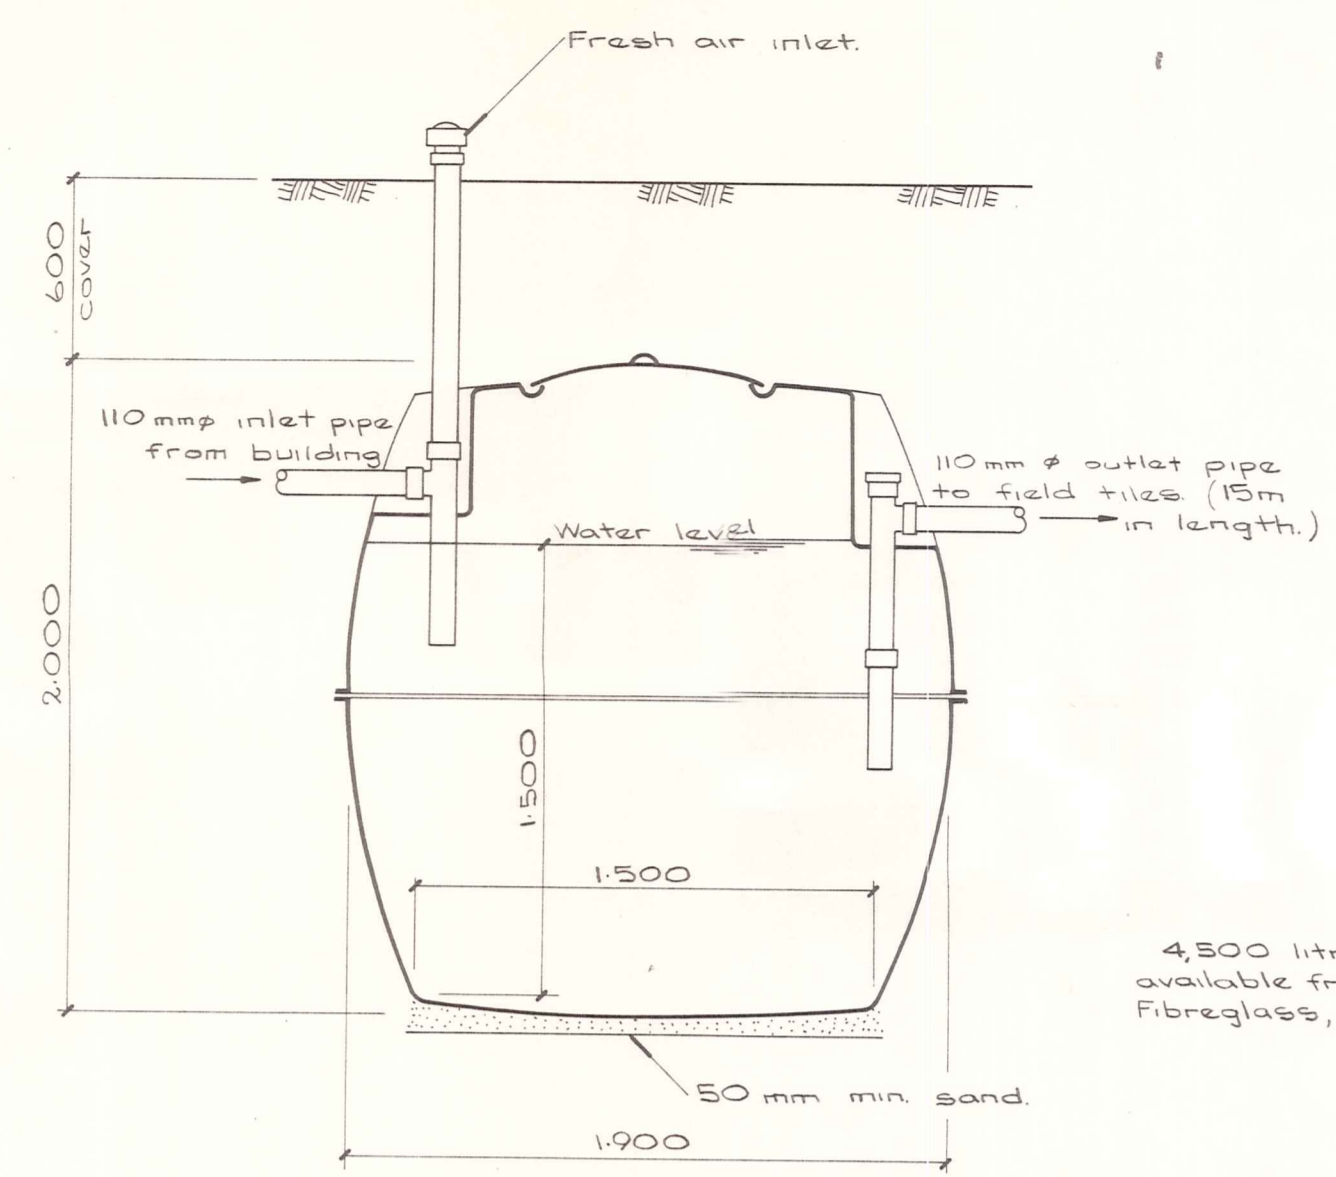 Fresh air inlet.
600
cover
110 mmφ inlet pipe
from building
110 mm φ outlet pipe
to field tiles. (15m
in length.)
Water level
2.000
1.500
1.500
4,500
available
Fibreglass,
50 mm min. sand.
1.900